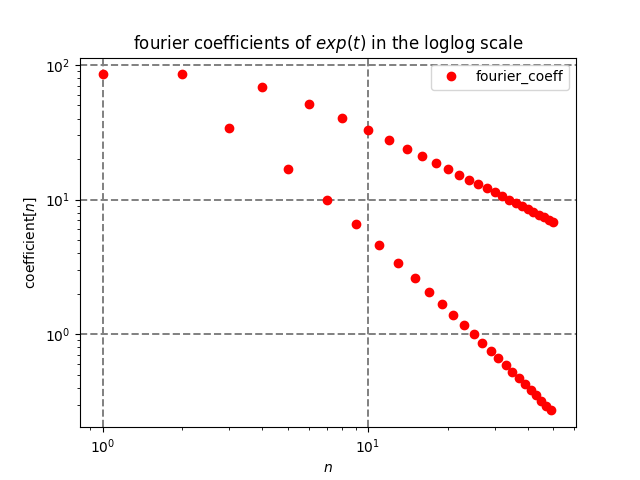 fourier coefficients of exp(t) in the loglog scale
fourier_coeff
coefficient[n]
10²
10¹
10⁰
10⁰
10¹
n